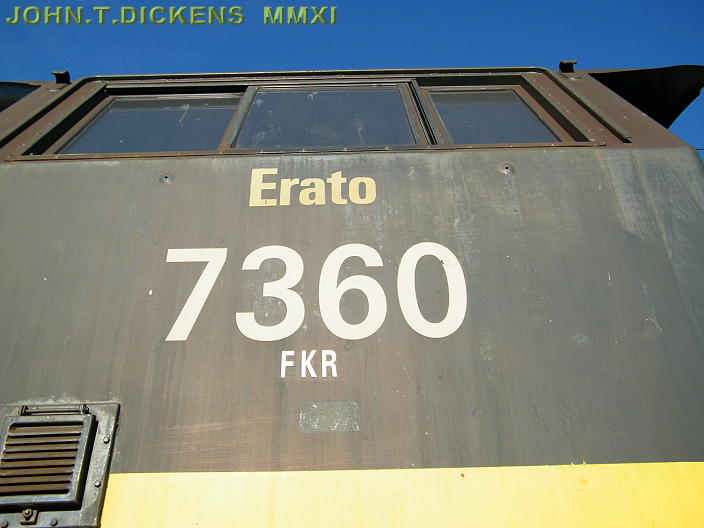 JOHN.T.DICKENS MMXI
Erato
7360
FKR